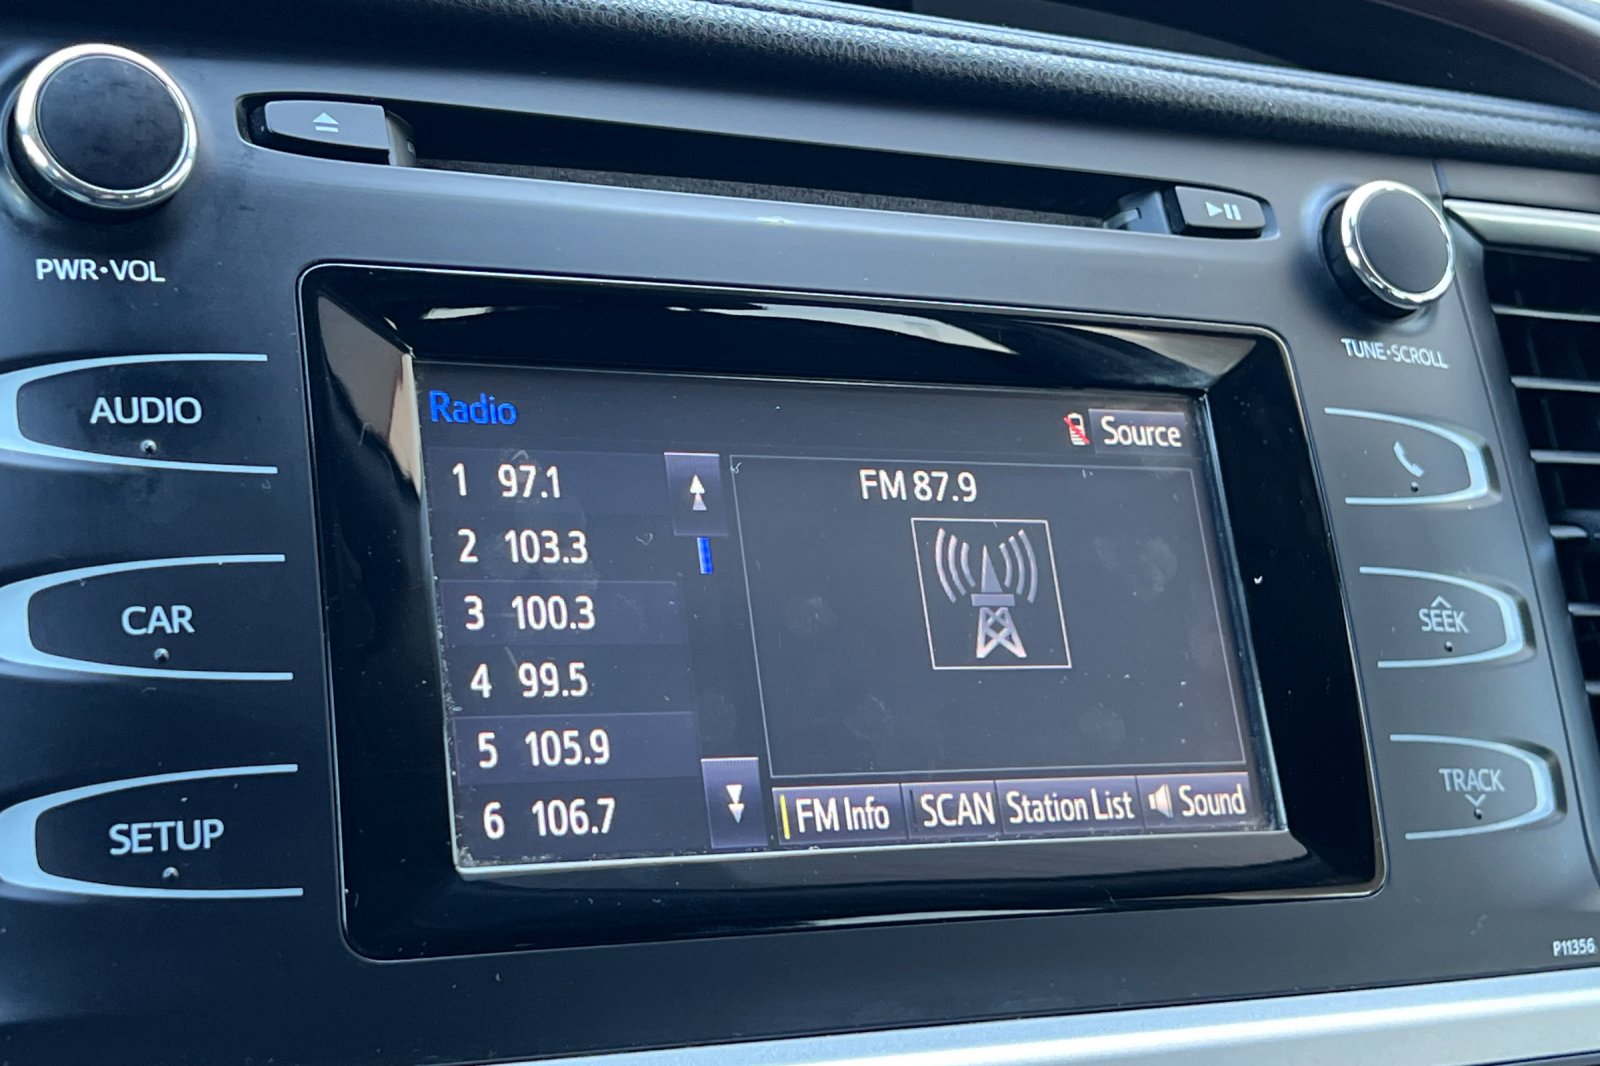 PWR•VOL
TUNE•SCROLL
AUDIO
CAR
SETUP
Radio
Source
1 97.1
2 103.3
3 100.3
4 99.5
5 105.9
6 106.7
FM 87.9
FM Info
SCAN
Station List
Sound
SEEK
TRACK
P11356